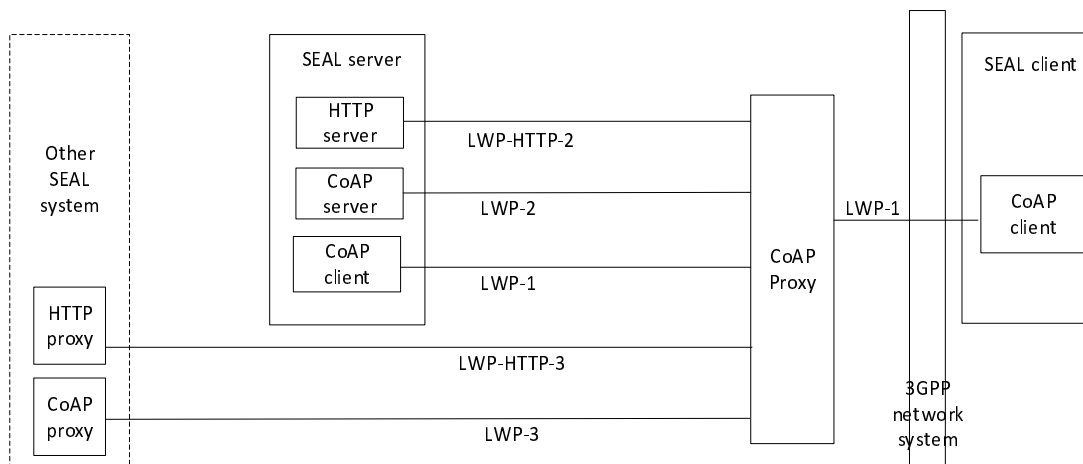 Other
SEAL
system
HTTP
proxy
CoAP
proxy
SEAL server
HTTP
server
CoAP
server
CoAP
client
LWP-HTTP-2
LWP-2
LWP-1
LWP-HTTP-3
LWP-3
CoAP
Proxy
LWP-1
3GPP
network
system
SEAL client
CoAP
client